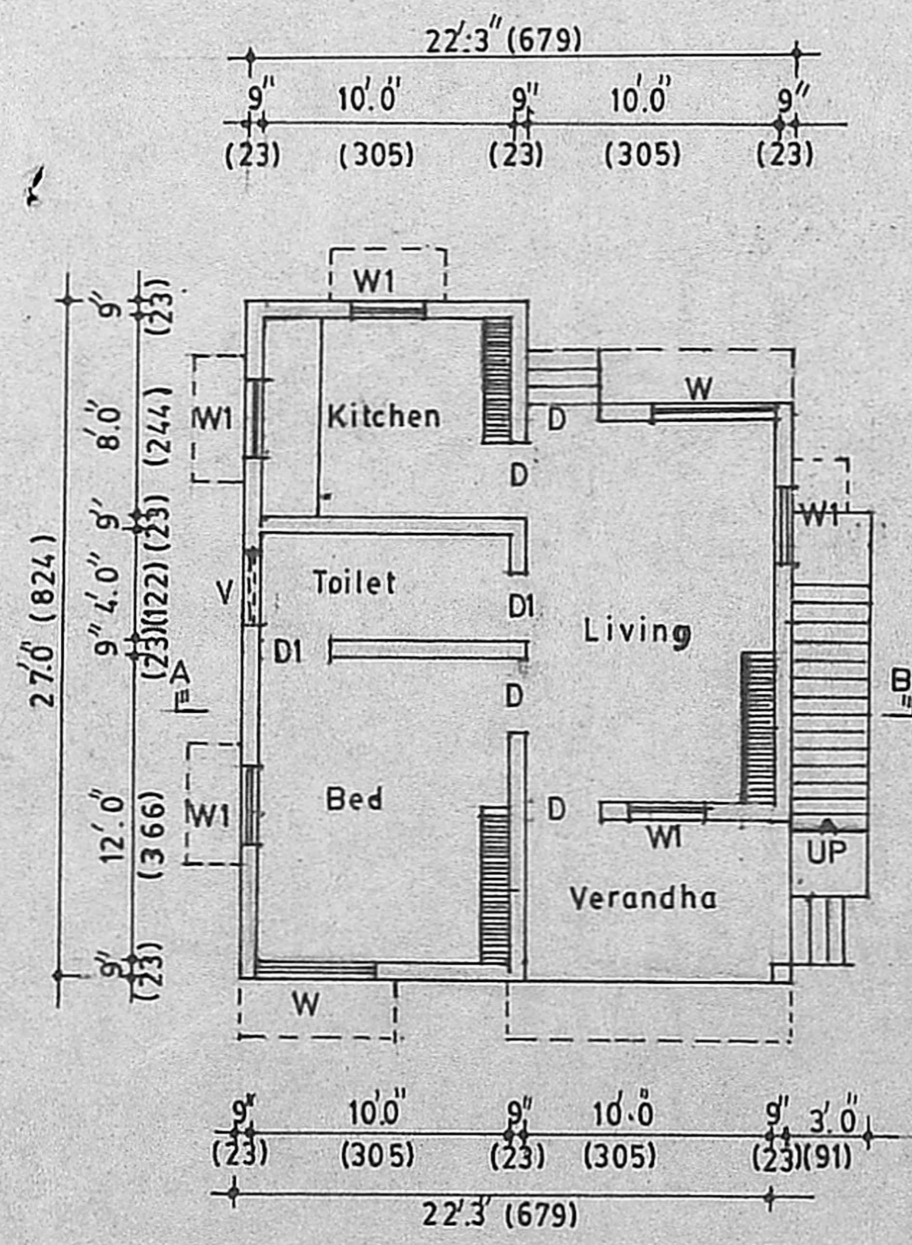 22'.3" (679)
9" 10'.0" 9" 10'.0" 9"
(23) (305) (23) (305) (23)
W1
9"
(23)
W1
Kitchen
W
D
8'.0"
(244)
D
W1
9"
(23)
27'.0" (824)
4'.0"
(122)
V
Toilet
D1
Living
9"
(23)
D1
A
D
B
12'.0"
(366)
W1
Bed
D
W1
UP
Verandha
9"
(23)
W
9" 10'.0" 9" 10'.0" 9" 3'.0"
(23) (305) (23) (305) (23)(91)
22'.3" (679)